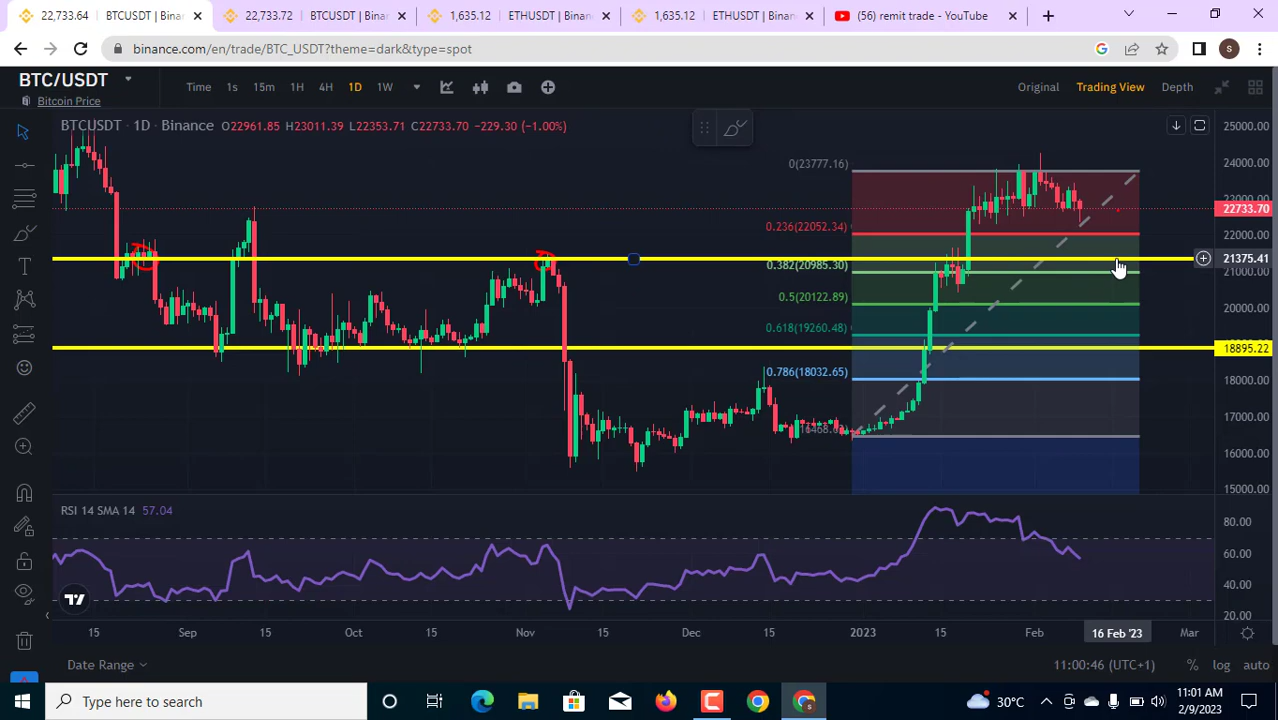 22,733.64 BTCUSDT | Binan
22,733.72 BTCUSDT | Binan
1,635.12 ETHUSDT | Binan
1,635.12 ETHUSDT | Binan
(56) remit trade - YouTube
binance.com/en/trade/BTC_USDT?theme=dark&type=spot
S
BTC/USDT
Bitcoin Price
Time 1s 15m 1H 4H 1D 1W
Original Trading View Depth
BTCUSDT · 1D · Binance O22961.85 H23011.39 L22353.71 C22733.70 −229.30 (−1.00%)
25000.00
0(23777.16)
24000.00
23000.00
22733.70
0.236(22052.34)
22000.00
21375.41
0.382(20985.30)
21000.00
0.5(20122.89)
20000.00
0.618(19260.48)
18895.22
0.786(18032.65)
18000.00
17000.00
16000.00
15000.00
RSI 14 SMA 14 57.04
80.00
60.00
40.00
20.00
15 Sep 15 Oct 15 Nov 15 Dec 15 2023 15 Feb 16 Feb '23 Mar
Date Range
11:00:46 (UTC+1) % log auto
Type here to search
30°C
11:01 AM
2/9/2023